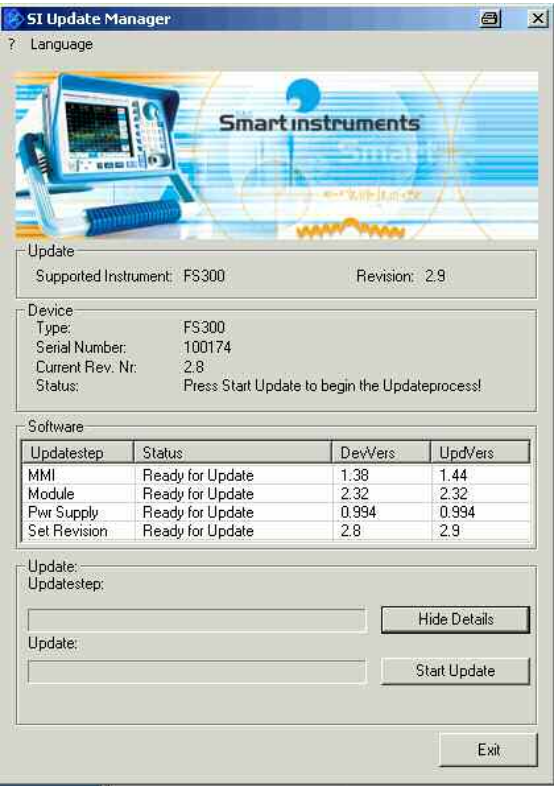 SI Update Manager
? Language
Smart instruments
Smart
Update
Supported Instrument: FS300 Revision: 2.9
Device
Type: FS300
Serial Number: 100174
Current Rev. Nr: 2.8
Status: Press Start Update to begin the Updateprocess!
Software
Updatestep Status DevVers UpdVers
MMI Ready for Update 1.38 1.44
Module Ready for Update 2.32 2.32
Pwr Supply Ready for Update 0.994 0.994
Set Revision Ready for Update 2.8 2.9
Update:
Updatestep:
Hide Details
Update:
Start Update
Exit